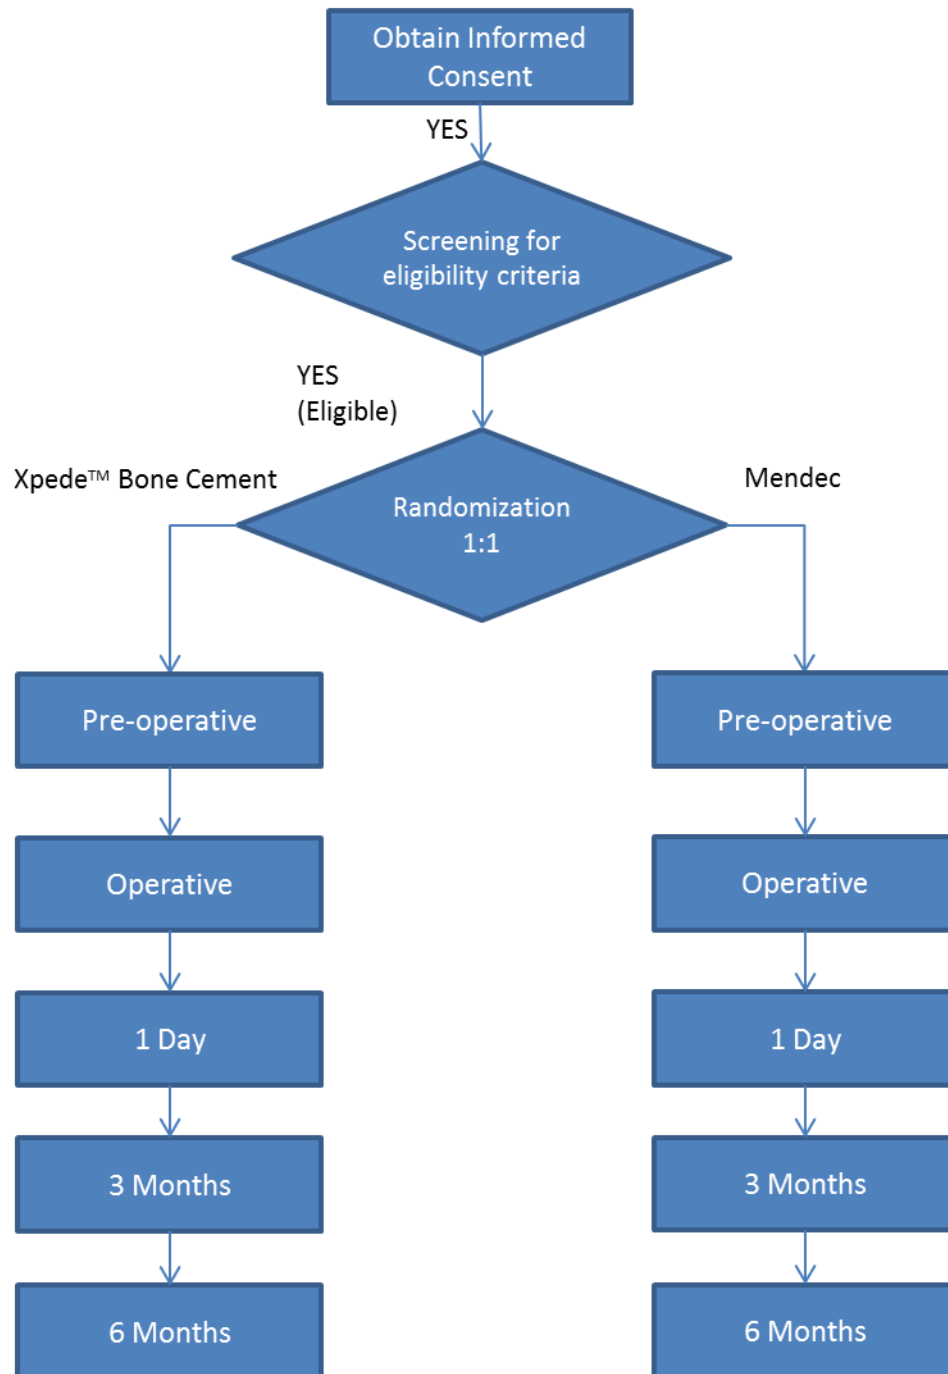 Obtain Informed
Consent
YES
Screening for
eligibility criteria
YES
(Eligible)
Xpede™ Bone Cement
Mendec
Randomization
1:1
Pre-operative
Pre-operative
Operative
Operative
1 Day
1 Day
3 Months
3 Months
6 Months
6 Months